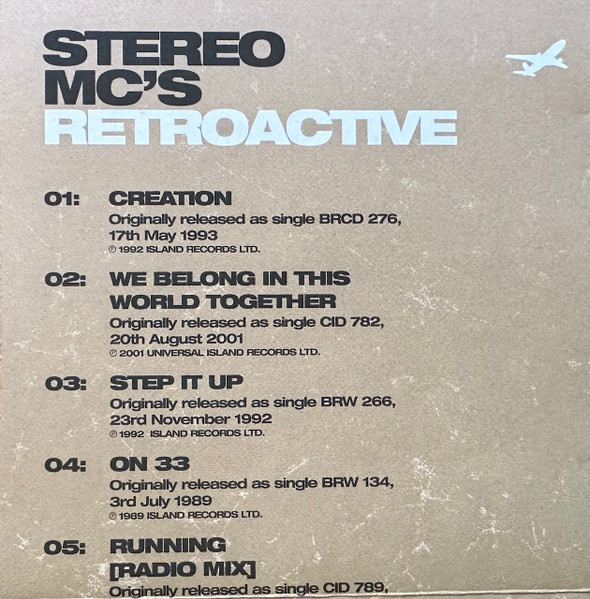 STEREO
MC'S
RETROACTIVE
01: CREATION
Originally released as single BRCD 276,
17th May 1993
℗ 1992 ISLAND RECORDS LTD.
02: WE BELONG IN THIS
WORLD TOGETHER
Originally released as single CID 782,
20th August 2001
℗ 2001 UNIVERSAL ISLAND RECORDS LTD.
03: STEP IT UP
Originally released as single BRW 266,
23rd November 1992
℗ 1992 ISLAND RECORDS LTD.
04: ON 33
Originally released as single BRW 134,
3rd July 1989
℗ 1989 ISLAND RECORDS LTD.
05: RUNNING
[RADIO MIX]
Originally released as single CID 789,